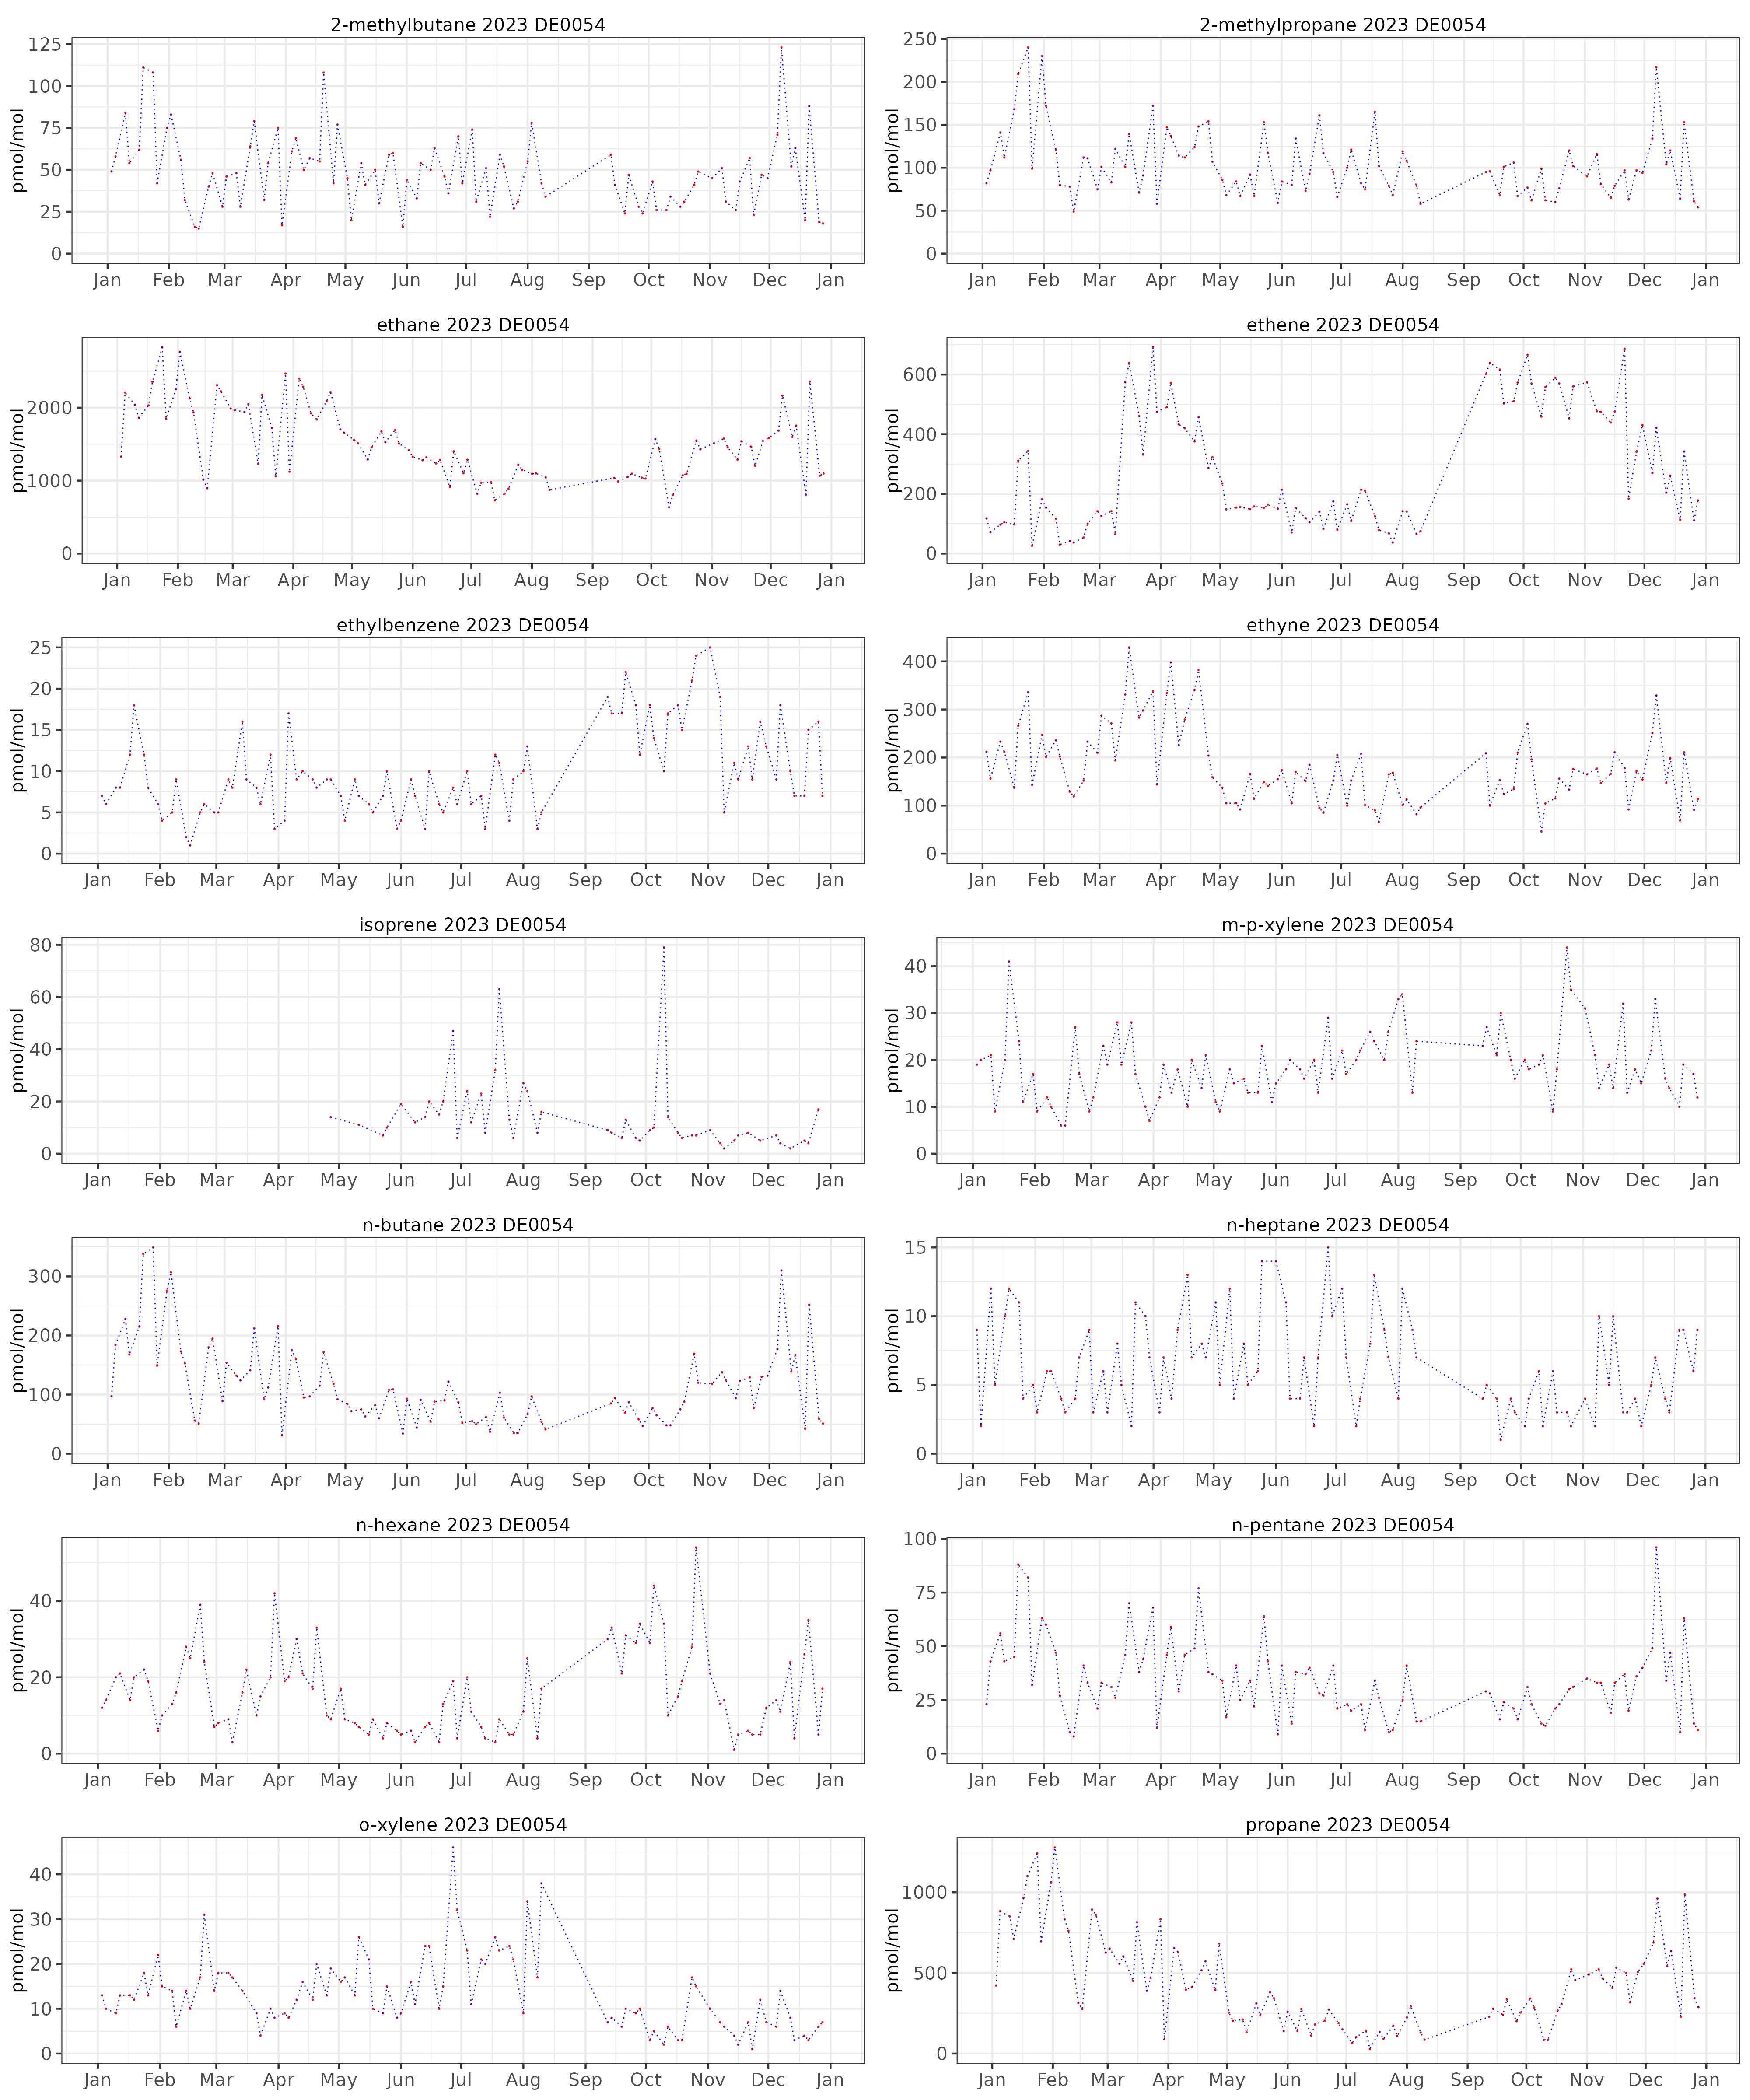 2-methylbutane 2023 DE0054
pmol/mol
125
100
75
50
25
0
Jan Feb Mar Apr May Jun Jul Aug Sep Oct Nov Dec Jan
2-methylpropane 2023 DE0054
pmol/mol
250
200
150
100
50
0
Jan Feb Mar Apr May Jun Jul Aug Sep Oct Nov Dec Jan
ethane 2023 DE0054
pmol/mol
2000
1000
0
Jan Feb Mar Apr May Jun Jul Aug Sep Oct Nov Dec Jan
ethene 2023 DE0054
pmol/mol
600
400
200
0
Jan Feb Mar Apr May Jun Jul Aug Sep Oct Nov Dec Jan
ethylbenzene 2023 DE0054
pmol/mol
25
20
15
10
5
0
Jan Feb Mar Apr May Jun Jul Aug Sep Oct Nov Dec Jan
ethyne 2023 DE0054
pmol/mol
400
300
200
100
0
Jan Feb Mar Apr May Jun Jul Aug Sep Oct Nov Dec Jan
isoprene 2023 DE0054
pmol/mol
80
60
40
20
0
Jan Feb Mar Apr May Jun Jul Aug Sep Oct Nov Dec Jan
m-p-xylene 2023 DE0054
pmol/mol
40
30
20
10
0
Jan Feb Mar Apr May Jun Jul Aug Sep Oct Nov Dec Jan
n-butane 2023 DE0054
pmol/mol
300
200
100
0
Jan Feb Mar Apr May Jun Jul Aug Sep Oct Nov Dec Jan
n-heptane 2023 DE0054
pmol/mol
15
10
5
0
Jan Feb Mar Apr May Jun Jul Aug Sep Oct Nov Dec Jan
n-hexane 2023 DE0054
pmol/mol
40
20
0
Jan Feb Mar Apr May Jun Jul Aug Sep Oct Nov Dec Jan
n-pentane 2023 DE0054
pmol/mol
100
75
50
25
0
Jan Feb Mar Apr May Jun Jul Aug Sep Oct Nov Dec Jan
o-xylene 2023 DE0054
pmol/mol
40
30
20
10
0
Jan Feb Mar Apr May Jun Jul Aug Sep Oct Nov Dec Jan
propane 2023 DE0054
pmol/mol
1000
500
0
Jan Feb Mar Apr May Jun Jul Aug Sep Oct Nov Dec Jan